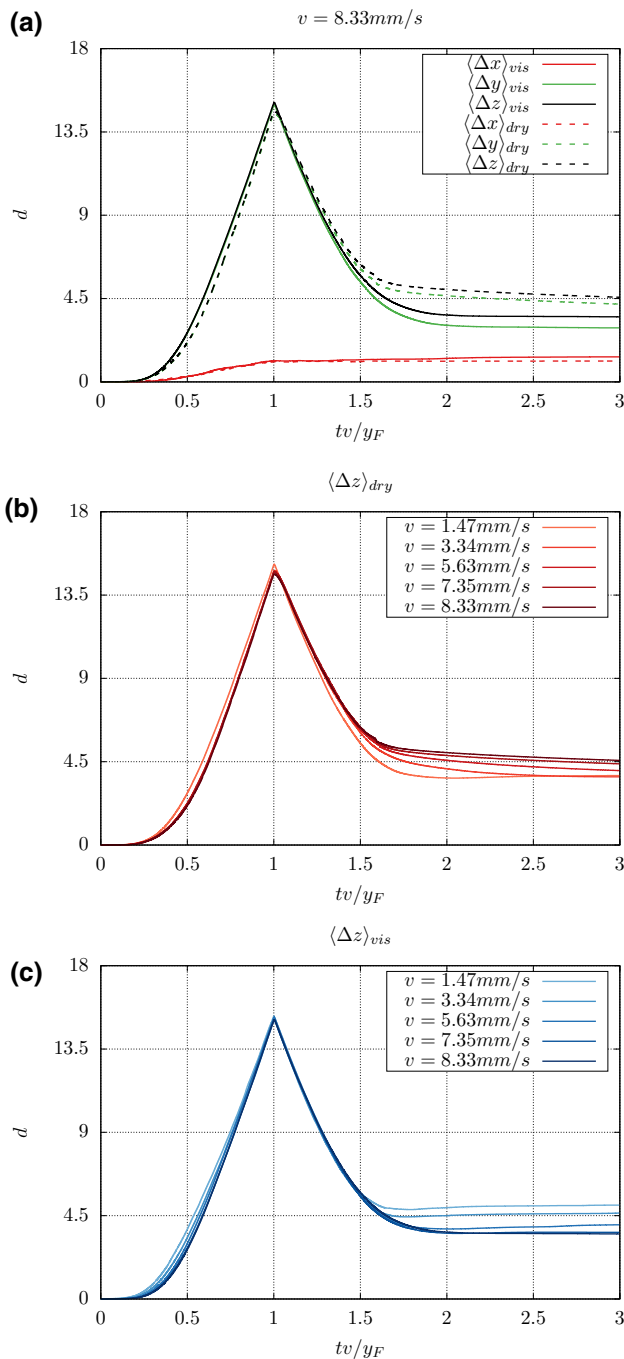 (a)
v = 8.33mm/s
18
13.5
9
4.5
0
d
⟨Δx⟩vis
⟨Δy⟩vis
⟨Δz⟩vis
⟨Δx⟩dry
⟨Δy⟩dry
⟨Δz⟩dry
0 0.5 1 1.5 2 2.5 3
tv/yF
(b)
⟨Δz⟩dry
18
13.5
9
4.5
0
d
v = 1.47mm/s
v = 3.34mm/s
v = 5.63mm/s
v = 7.35mm/s
v = 8.33mm/s
0 0.5 1 1.5 2 2.5 3
tv/yF
(c)
⟨Δz⟩vis
18
13.5
9
4.5
0
d
v = 1.47mm/s
v = 3.34mm/s
v = 5.63mm/s
v = 7.35mm/s
v = 8.33mm/s
0 0.5 1 1.5 2 2.5 3
tv/yF